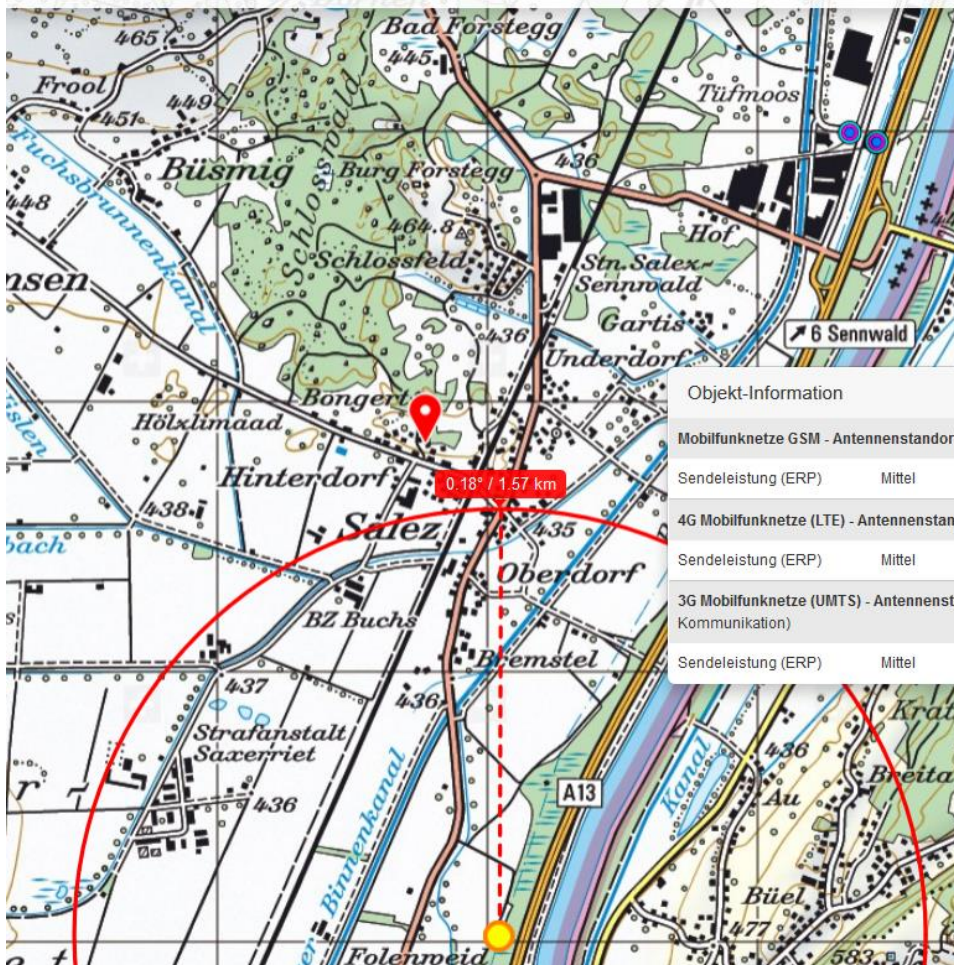 465
Bad Forstegg
445
Frool
449
451
Tüfmoos
Fuchsbrunnenkanal
Büsmig
Schlosswald
Burg Forstegg
436
448
464.8
Hof
Schlossfeld
Stn. Salez-
Sennwald
nsen
436
Gartis
6 Sennwald
Underdorf
Bongert
Hölzlimaad
Objekt-Information
Mobilfunknetze GSM - Antennenstandor
Sendeleistung (ERP) Mittel
Hinterdorf
0.18° / 1.57 km
438
Salez
435
4G Mobilfunknetze (LTE) - Antennenstan
bach
Sendeleistung (ERP) Mittel
Oberdorf
3G Mobilfunknetze (UMTS) - Antennenst
Kommunikation)
BZ Buchs
Bremstel
Sendeleistung (ERP) Mittel
437
436
Strafanstalt
Saxerriet
Krat
436
Kanal
Breita
436
A13
Au
Binnenkanal
Büel
477
Folenweid
583